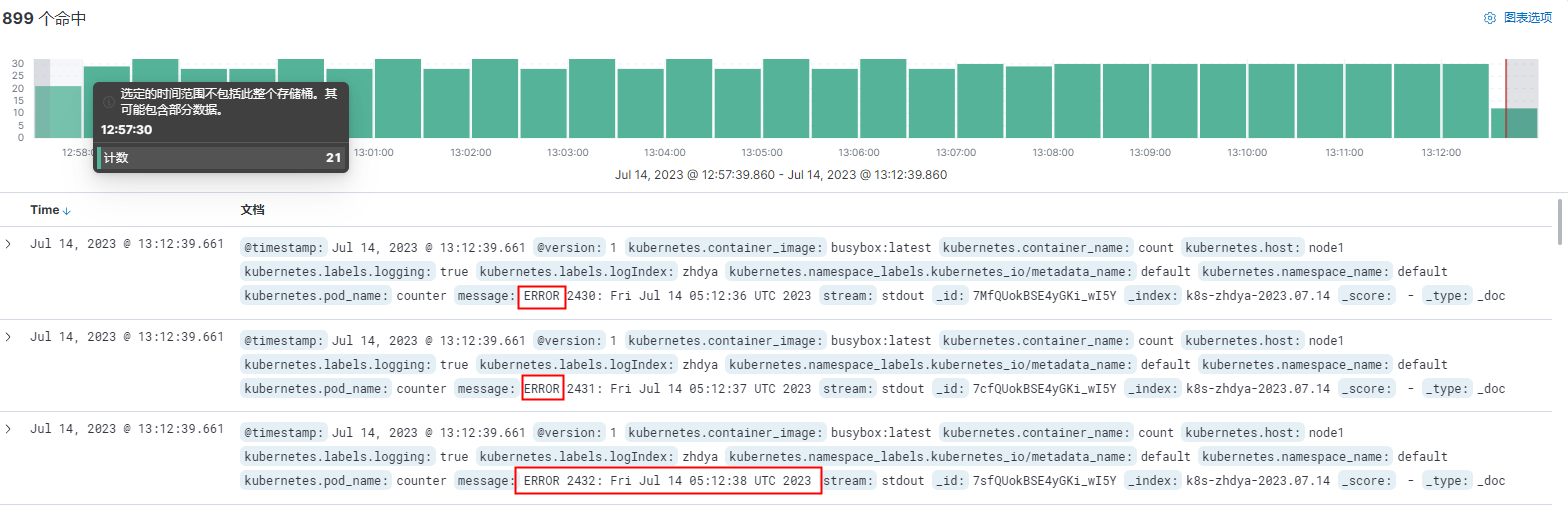 899 个命中
图表选项
30
25
20
15
10
5
0
选定的时间范围不包括此整个存储桶。其
可能包含部分数据。
12:57:30
计数 21
12:58:0 13:01:00 13:02:00 13:03:00 13:04:00 13:05:00 13:06:00 13:07:00 13:08:00 13:09:00 13:10:00 13:11:00 13:12:00
Jul 14, 2023 @ 12:57:39.860 - Jul 14, 2023 @ 13:12:39.860
Time 文档
Jul 14, 2023 @ 13:12:39.661 @timestamp: Jul 14, 2023 @ 13:12:39.661 @version: 1 kubernetes.container_image: busybox:latest kubernetes.container_name: count kubernetes.host: node1
kubernetes.labels.logging: true kubernetes.labels.logIndex: zhdya kubernetes.namespace_labels.kubernetes_io/metadata_name: default kubernetes.namespace_name: default
kubernetes.pod_name: counter message: ERROR 2430: Fri Jul 14 05:12:36 UTC 2023 stream: stdout _id: 7MfQUokBSE4yGKi_wI5Y _index: k8s-zhdya-2023.07.14 _score: - _type: _doc
Jul 14, 2023 @ 13:12:39.661 @timestamp: Jul 14, 2023 @ 13:12:39.661 @version: 1 kubernetes.container_image: busybox:latest kubernetes.container_name: count kubernetes.host: node1
kubernetes.labels.logging: true kubernetes.labels.logIndex: zhdya kubernetes.namespace_labels.kubernetes_io/metadata_name: default kubernetes.namespace_name: default
kubernetes.pod_name: counter message: ERROR 2431: Fri Jul 14 05:12:37 UTC 2023 stream: stdout _id: 7cfQUokBSE4yGKi_wI5Y _index: k8s-zhdya-2023.07.14 _score: - _type: _doc
Jul 14, 2023 @ 13:12:39.661 @timestamp: Jul 14, 2023 @ 13:12:39.661 @version: 1 kubernetes.container_image: busybox:latest kubernetes.container_name: count kubernetes.host: node1
kubernetes.labels.logging: true kubernetes.labels.logIndex: zhdya kubernetes.namespace_labels.kubernetes_io/metadata_name: default kubernetes.namespace_name: default
kubernetes.pod_name: counter message: ERROR 2432: Fri Jul 14 05:12:38 UTC 2023 stream: stdout _id: 7sfQUokBSE4yGKi_wI5Y _index: k8s-zhdya-2023.07.14 _score: - _type: _doc